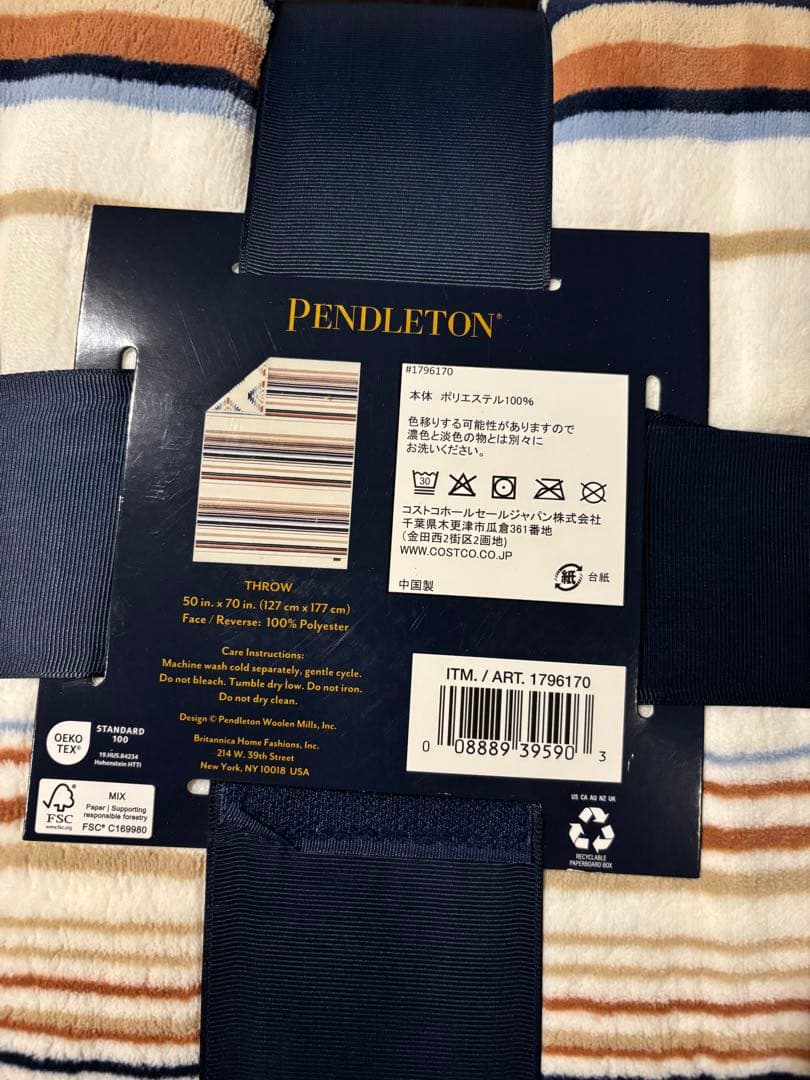 PENDLETON®
THROW
50 in. x 70 in. (127 cm x 177 cm)
Face / Reverse: 100% Polyester
Care Instructions:
Machine wash cold separately, gentle cycle.
Do not bleach. Tumble dry low. Do not iron.
Do not dry clean.
Design © Pendleton Woolen Mills, Inc.
Britannica Home Fashions, Inc.
214 W. 39th Street
New York, NY 10018 USA
OEKO
TEX®
STANDARD
100
19.HUS.84234
Hohenstein HTTI
FSC
www.fsc.org
MIX
Paper | Supporting
responsible forestry
FSC® C169980
#1796170
本体 ポリエステル100%
色移りする可能性がありますので
濃色と淡色の物とは別々に
お洗いください。
30
コストコホールセールジャパン株式会社
千葉県木更津市瓜倉361番地
(金田西2街区2画地)
WWW.COSTCO.CO.JP
紙 台紙
中国製
ITM. / ART. 1796170
0 08889 39590 3
US CA AU NZ UK
RECYCLABLE
PAPERBOARD BOX